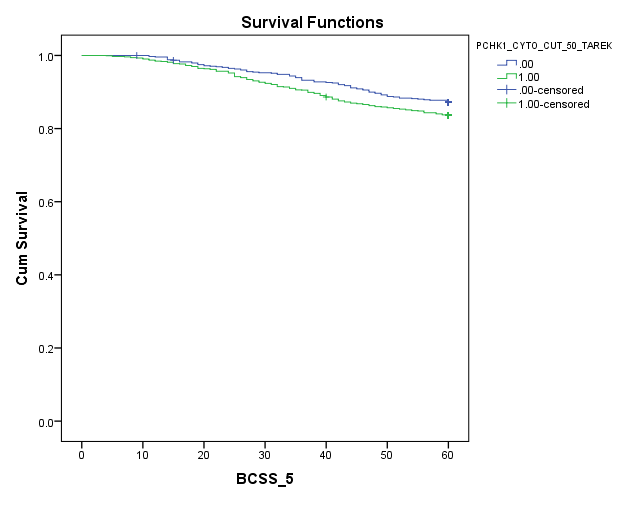 Survival Functions
PCHK1_CYTO_CUT_50_TAREK
.00
1.00
.00-censored
1.00-censored
1.0
0.8
0.6
0.4
0.2
0.0
Cum Survival
0 10 20 30 40 50 60
BCSS_5